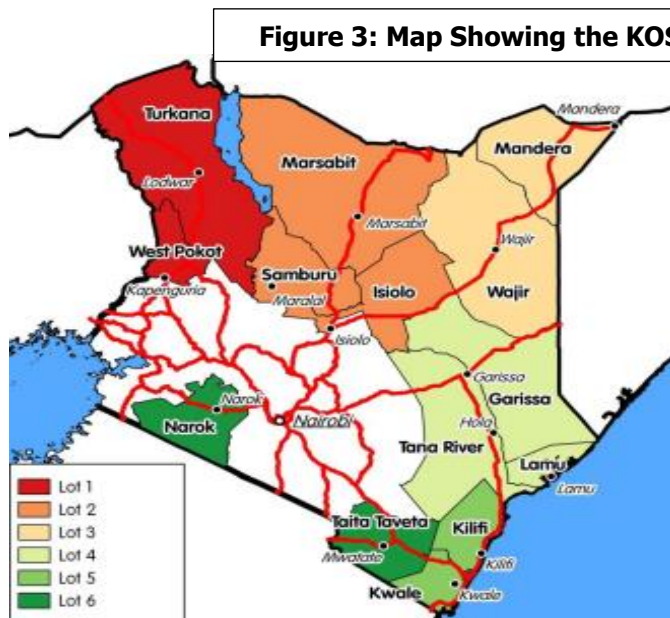 Figure 3: Map Showing the KOS
Mandera
Turkana
Mandera
Marsabit
Lodwar
Marsabit
Wajir
West Pokot
Samburu
Isiolo
Wajir
Kapenguria
Maralal
Isiolo
Garissa
Narok
Garissa
Nairobi
Hola
Narok
Tana River
Lamu
Lamu
Lot 1
Lot 2
Lot 3
Lot 4
Lot 5
Lot 6
Taita Taveta
Kilifi
Mwatate
Kilifi
Kwale
Kwale